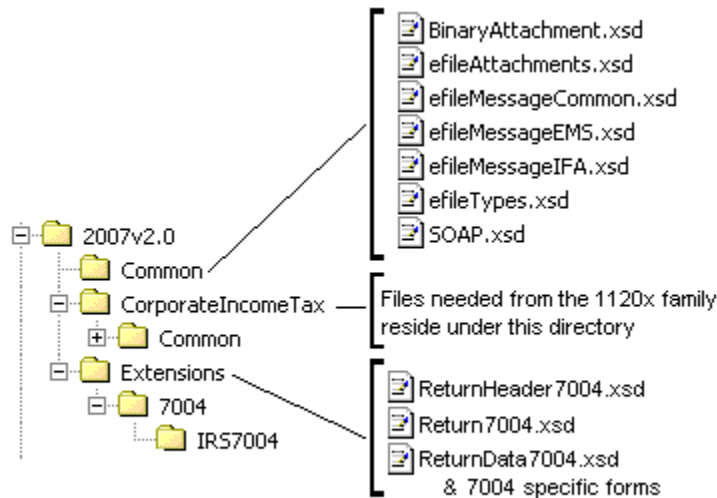 BinaryAttachment.xsd
efileAttachments.xsd
efileMessageCommon.xsd
efileMessageEMS.xsd
efileMessageIFA.xsd
efileTypes.xsd
SOAP.xsd
2007v2.0
Common
CorporateIncomeTax
Common
Extensions
7004
IRS7004
Files needed from the 1120x family
reside under this directory
ReturnHeader7004.xsd
Return7004.xsd
ReturnData7004.xsd
& 7004 specific forms